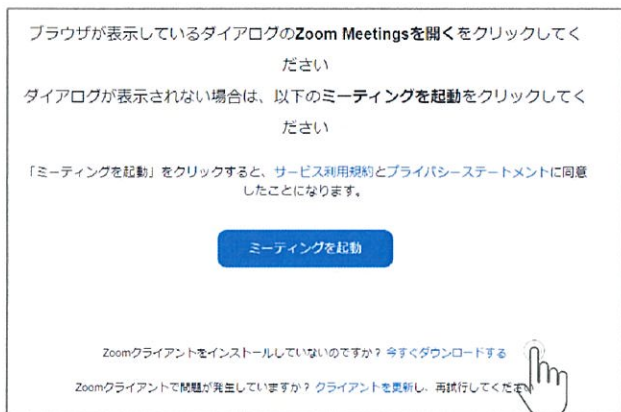 ブラウザが表示しているダイアログのZoom Meetingsを開くをクリックしてく
ださい
ダイアログが表示されない場合は、以下のミーティングを起動をクリックしてく
ださい
「ミーティングを起動」をクリックすると、サービス利用規約とプライバシーステートメントに同意
したことになります。
ミーティングを起動
Zoomクライアントをインストールしていないのですか？今すぐダウンロードする
Zoomクライアントで問題が発生していますか？クライアントを更新し、再試行してください